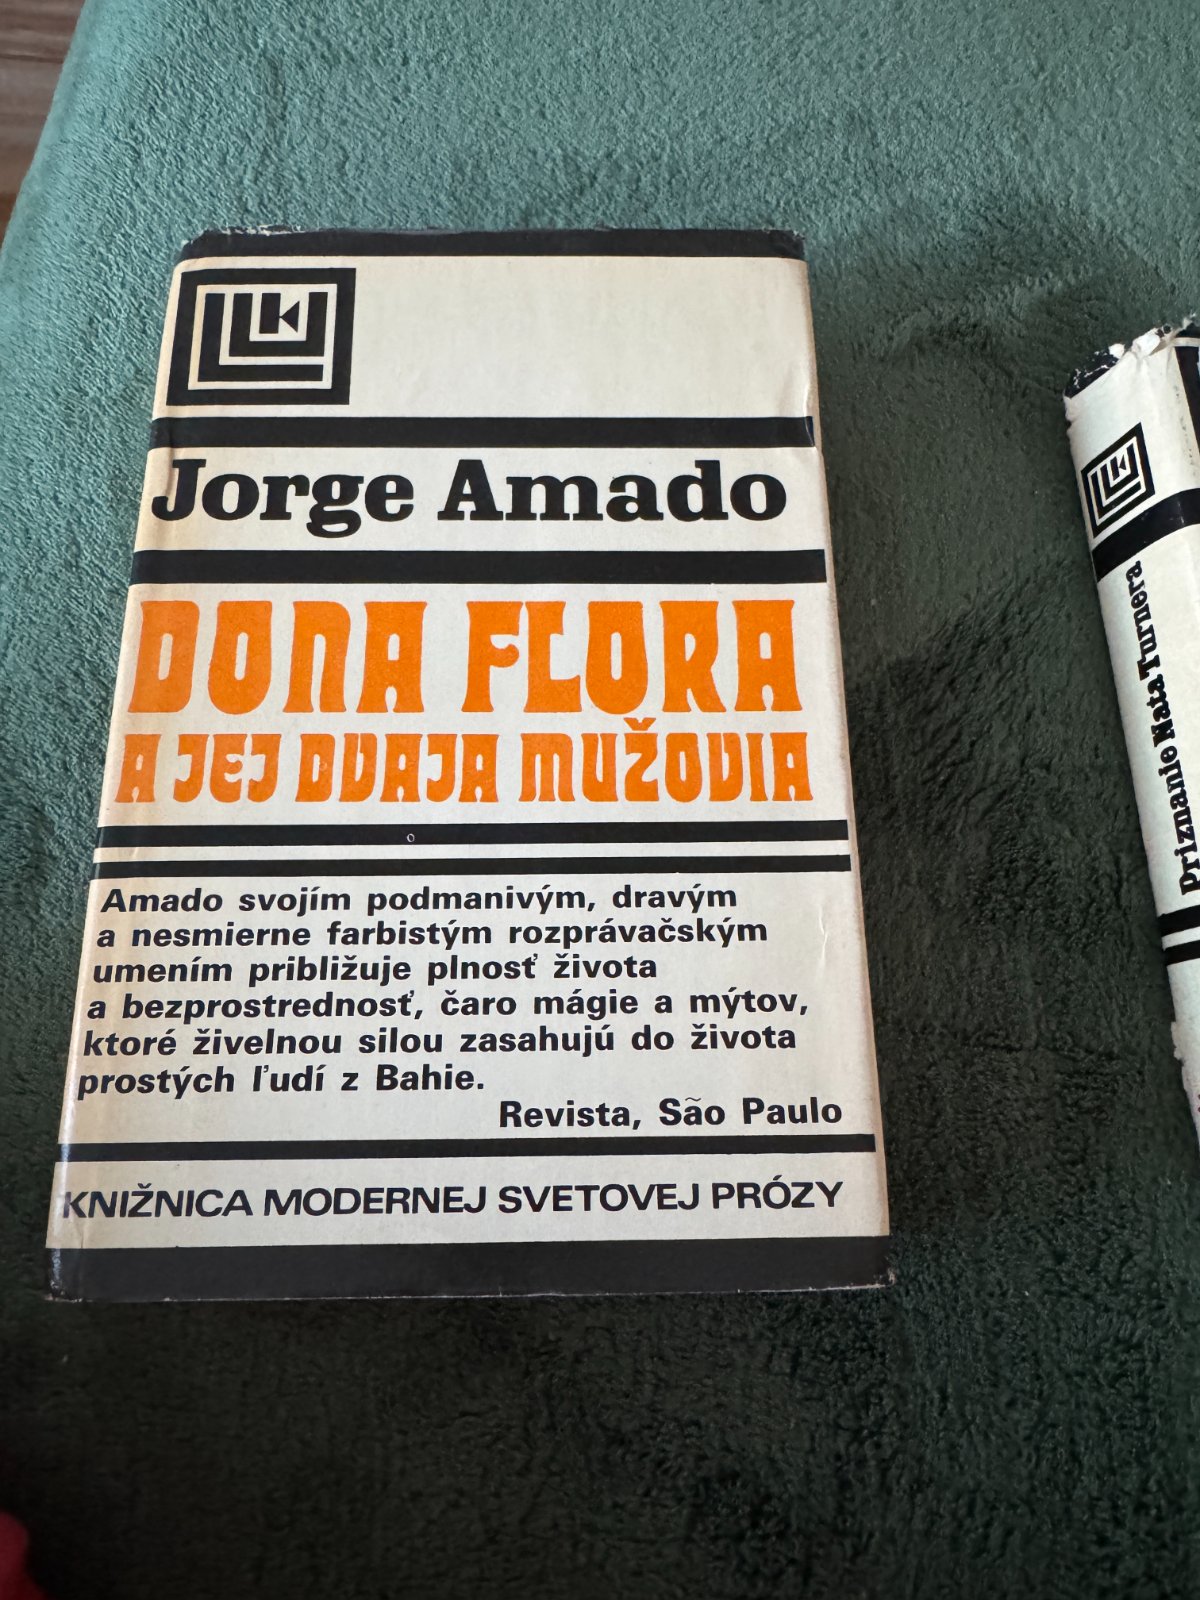 Jorge Amado
DONA FLORA
A JEJ DVAJA MUŽOVIA
Amado svojím podmanivým, dravým
a nesmierne farbistým rozprávačským
umením približuje plnosť života
a bezprostrednosť, čaro mágie a mýtov,
ktoré živelnou silou zasahujú do života
prostých ľudí z Bahie.
Revista, São Paulo
KNIŽNICA MODERNEJ SVETOVEJ PRÓZY
Priznanie Nata Turnera